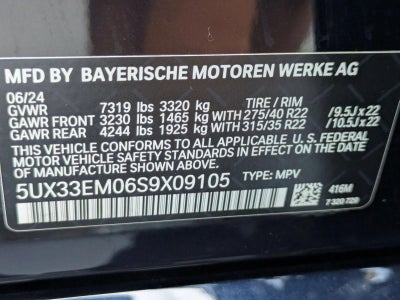 MFD BY BAYERISCHE MOTOREN WERKE AG
06/24
GVWR 7319 lbs 3320 kg TIRE / RIM
GAWR FRONT 3230 lbs 1465 kg WITH 275/40 R22 / 9.5J x 22
GAWR REAR 4244 lbs 1925 kg WITH 315/35 R22 / 10.5J x 22
THIS VEHICLE CONFORMS TO ALL APPLICABLE U.S. FEDERAL
MOTOR VEHICLE SAFETY STANDARDS IN EFFECT ON THE
DATE OF MANUFACTURE SHOWN ABOVE.
5UX33EM06S9X09105 TYPE: MPV
416M
7 320 726